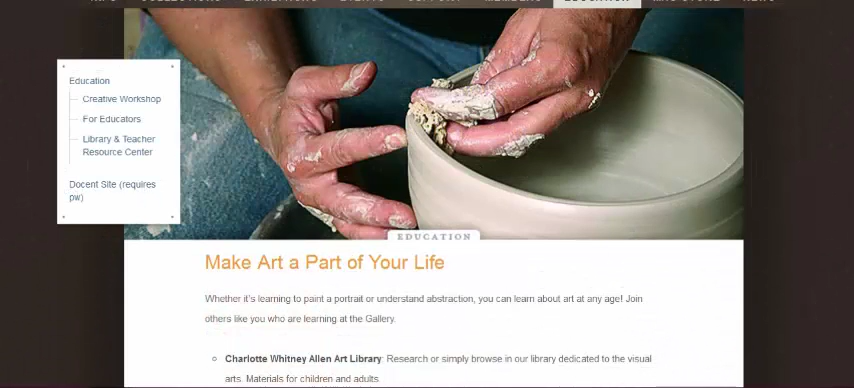 EDUCATION
Education
Creative Workshop
For Educators
Library & Teacher
Resource Center
Docent Site (requires
pw)
EDUCATION
Make Art a Part of Your Life
Whether it's learning to paint a portrait or understand abstraction, you can learn about art at any age! Join
others like you who are learning at the Gallery.
Charlotte Whitney Allen Art Library: Research or simply browse in our library dedicated to the visual
arts. Materials for children and adults